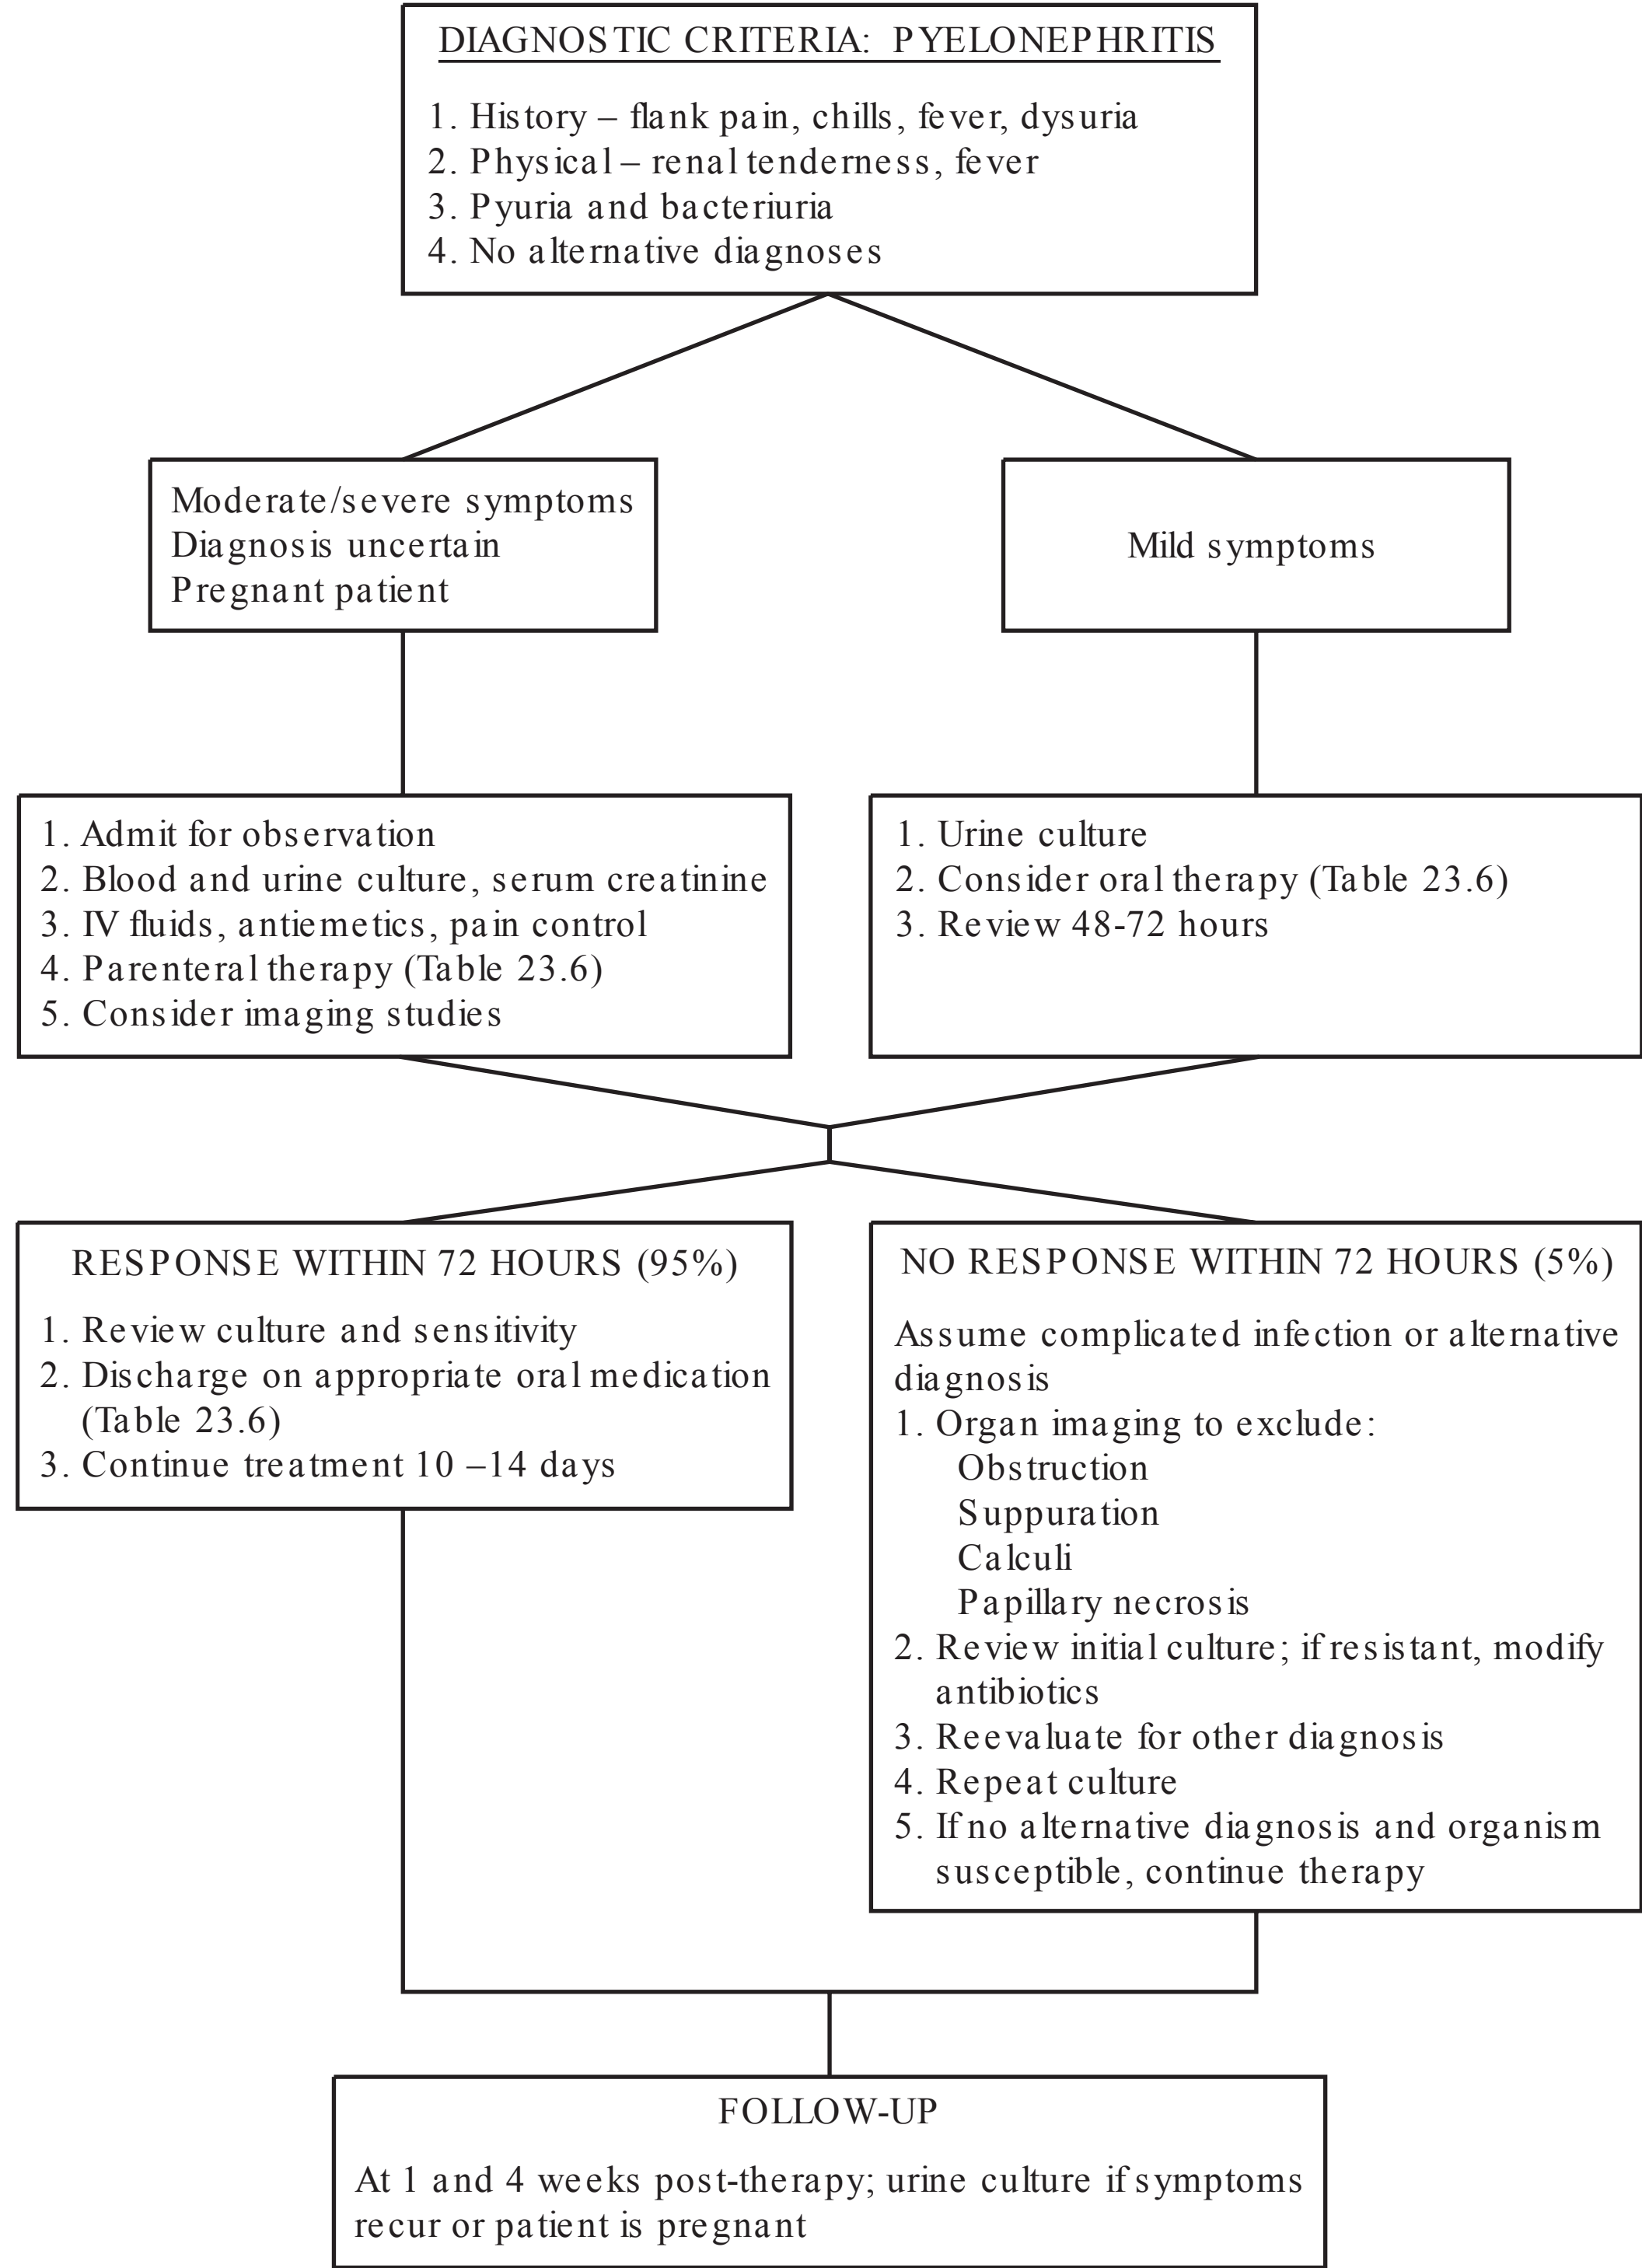 DIAGNOSTIC CRITERIA: PYELONEPHRITIS
1. History – flank pain, chills, fever, dysuria
2. Physical – renal tenderness, fever
3. Pyuria and bacteriuria
4. No alternative diagnoses
Moderate/severe symptoms
Diagnosis uncertain
Pregnant patient
Mild symptoms
1. Admit for observation
2. Blood and urine culture, serum creatinine
3. IV fluids, antiemetics, pain control
4. Parenteral therapy (Table 23.6)
5. Consider imaging studies
1. Urine culture
2. Consider oral therapy (Table 23.6)
3. Review 48-72 hours
RESPONSE WITHIN 72 HOURS (95%)
1. Review culture and sensitivity
2. Discharge on appropriate oral medication
(Table 23.6)
3. Continue treatment 10 –14 days
NO RESPONSE WITHIN 72 HOURS (5%)
Assume complicated infection or alternative
diagnosis
1. Organ imaging to exclude:
Obstruction
Suppuration
Calculi
Papillary necrosis
2. Review initial culture; if resistant, modify
antibiotics
3. Reevaluate for other diagnosis
4. Repeat culture
5. If no alternative diagnosis and organism
susceptible, continue therapy
FOLLOW-UP
At 1 and 4 weeks post-therapy; urine culture if symptoms
recur or patient is pregnant